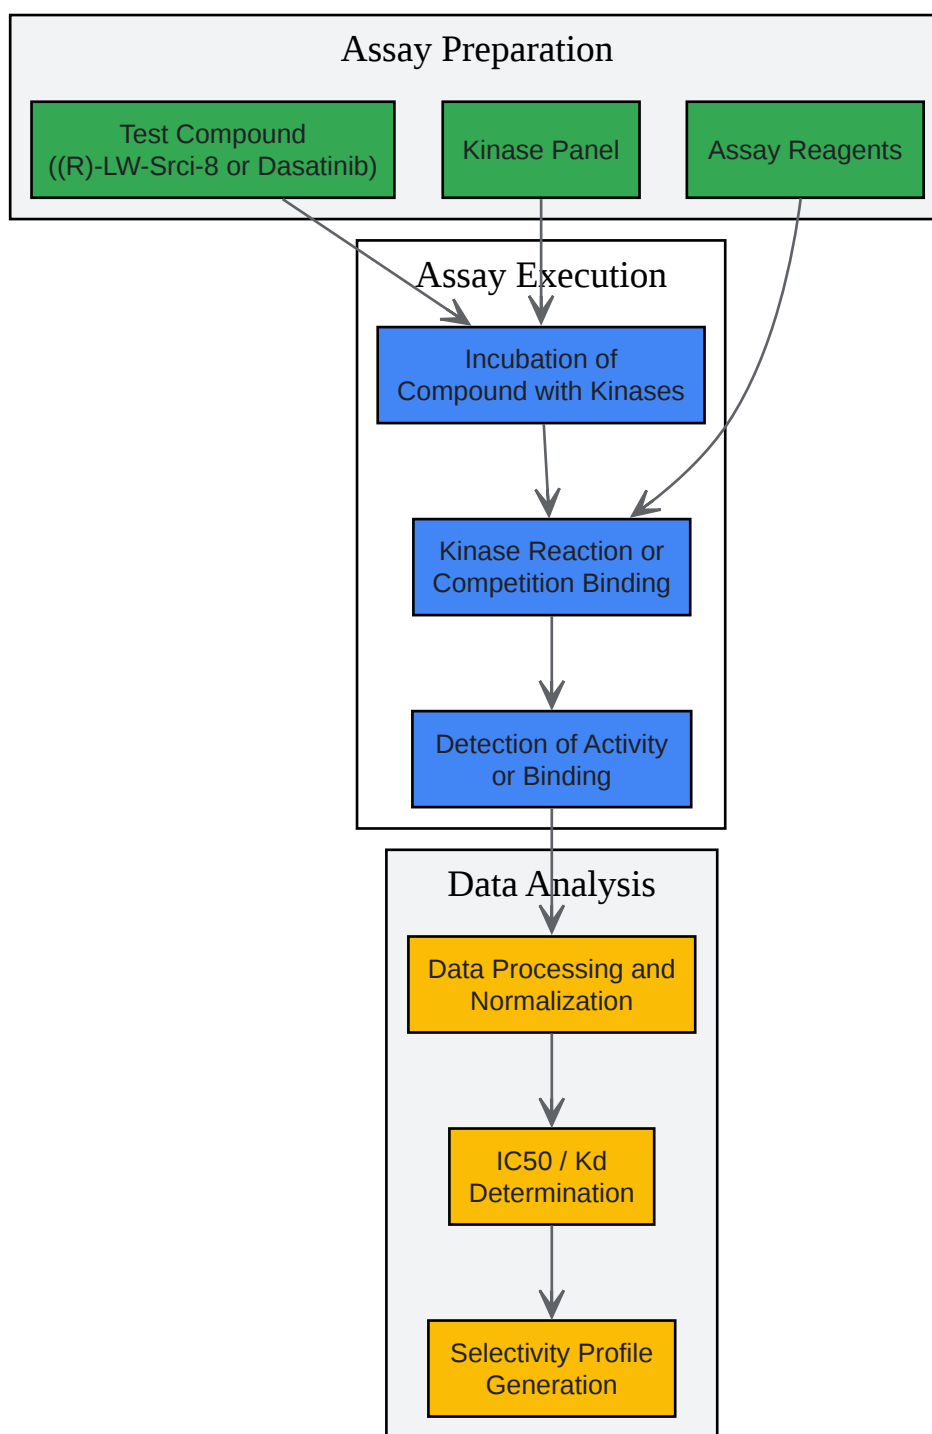 Assay Preparation
Test Compound
((R)-LW-Srci-8 or Dasatinib)
Kinase Panel
Assay Reagents
Assay Execution
Incubation of
Compound with Kinases
Kinase Reaction or
Competition Binding
Detection of Activity
or Binding
Data Analysis
Data Processing and
Normalization
IC50 / Kd
Determination
Selectivity Profile
Generation